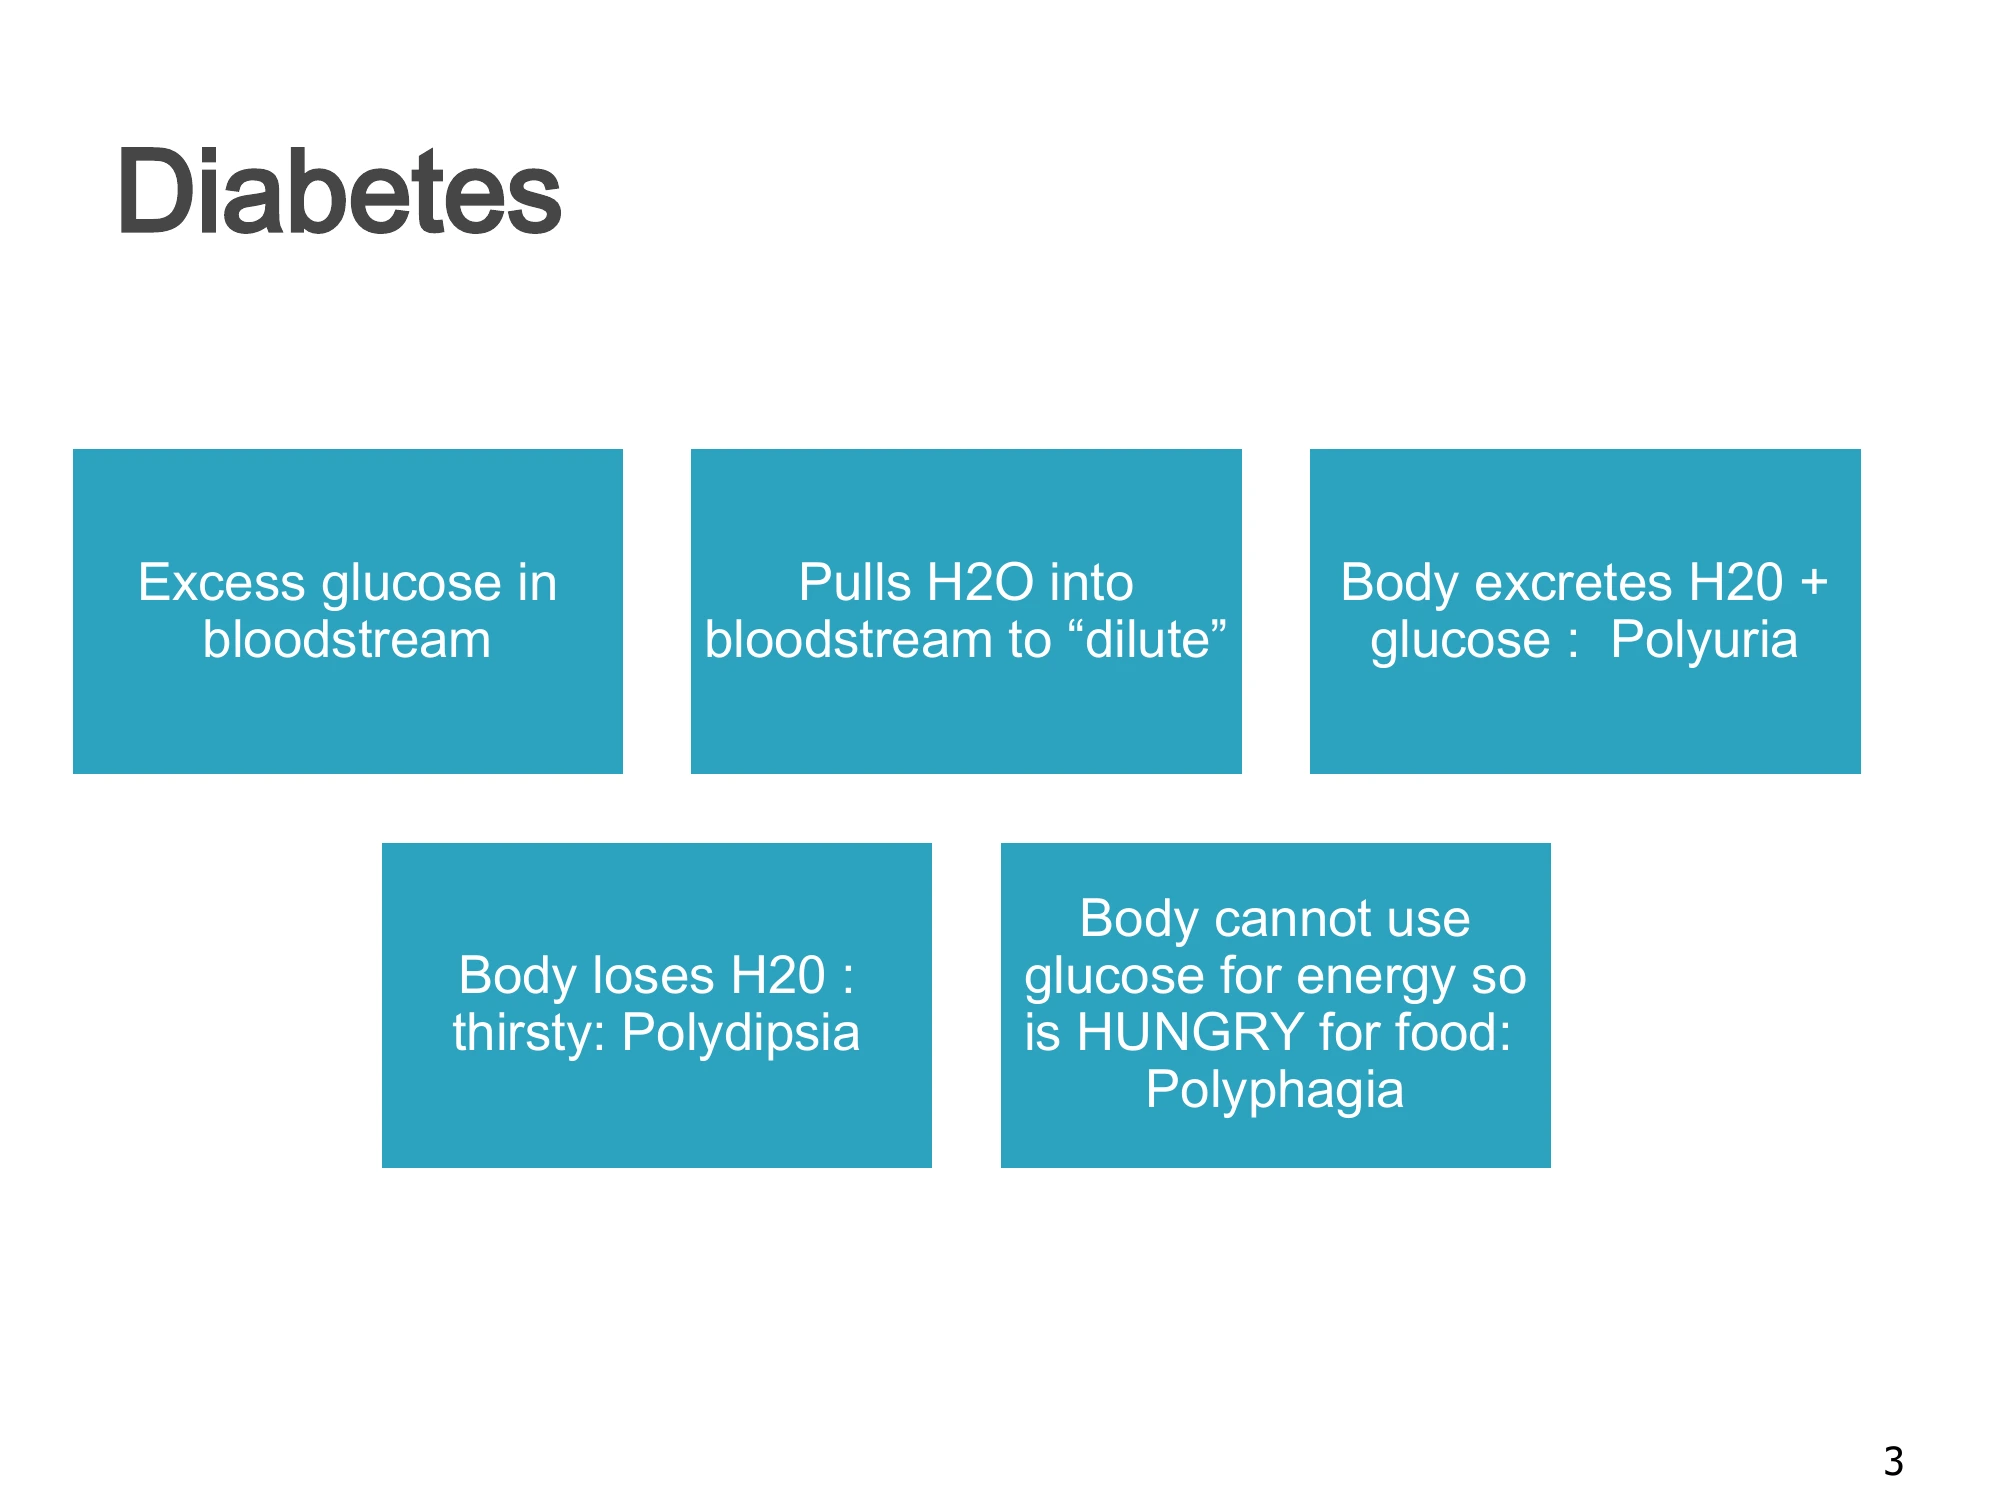 Diabetes
Excess glucose in
bloodstream
Pulls H2O into
bloodstream to “dilute”
Body excretes H20 +
glucose :  Polyuria
Body loses H20 :
thirsty: Polydipsia
Body cannot use
glucose for energy so
is HUNGRY for food:
Polyphagia
3